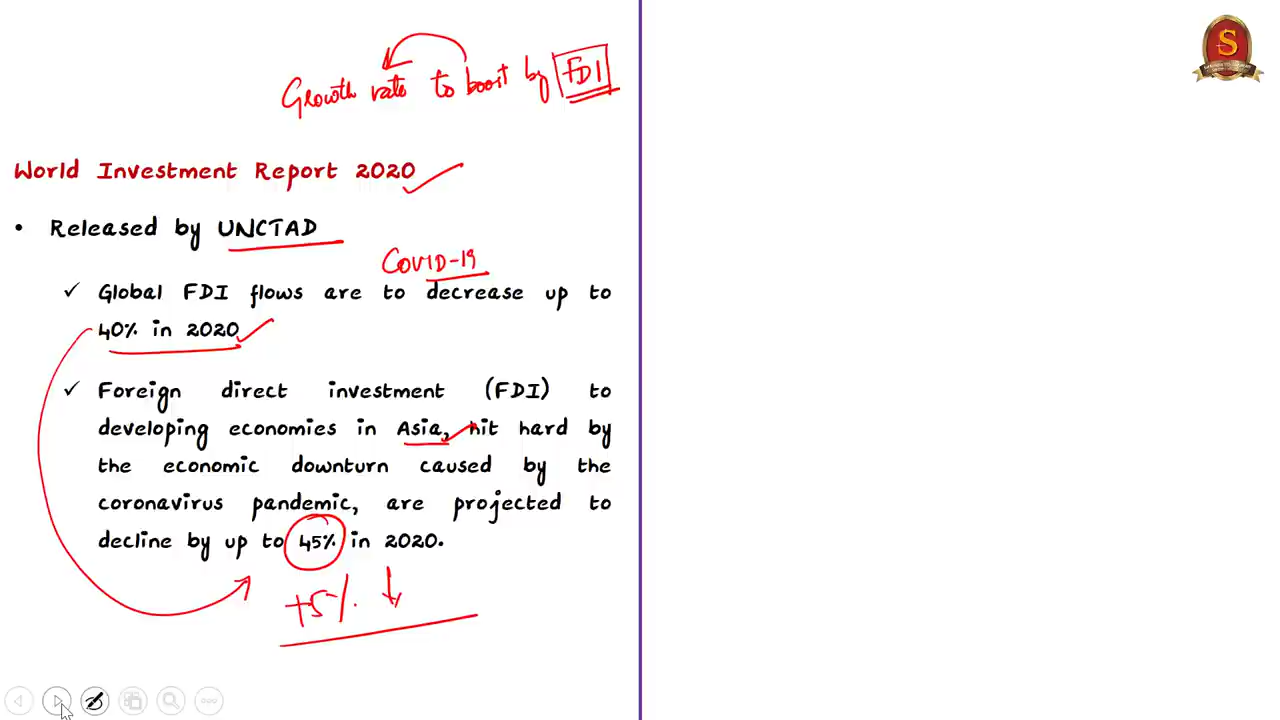 Growth rate to boost by FDI
World Investment Report 2020
• Released by UNCTAD
COVID-19
✓ Global FDI flows are to decrease up to
40% in 2020
✓ Foreign direct investment (FDI) to
developing economies in Asia, hit hard by
the economic downturn caused by the
coronavirus pandemic, are projected to
decline by up to 45% in 2020.
+5% ↓
S